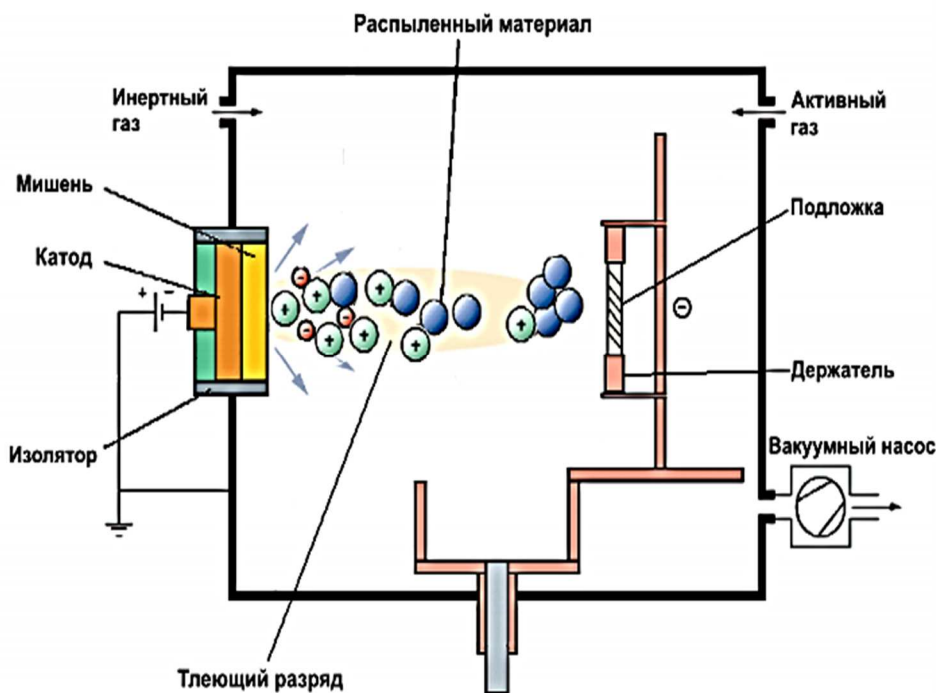 Распыленный материал
Инертный
газ
Активный
газ
Мишень
Подложка
Катод
+ −
Держатель
Изолятор
Вакуумный насос
Тлеющий разряд